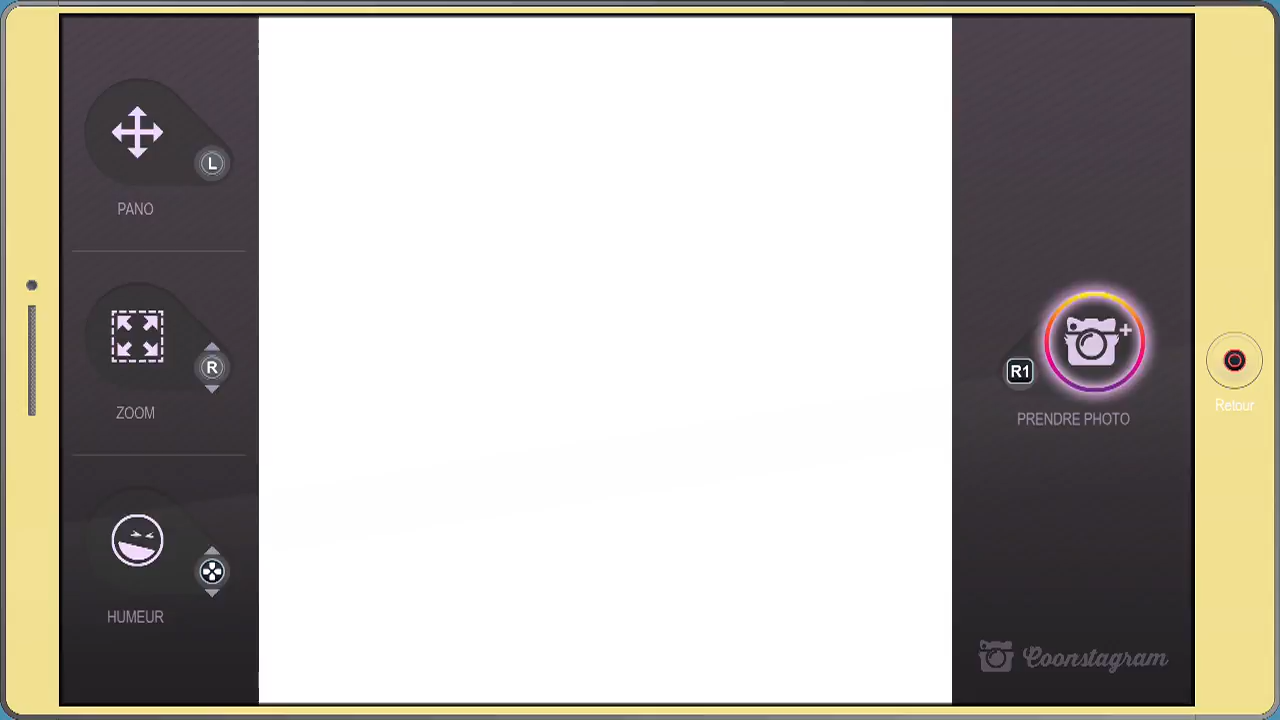 PANO
L
ZOOM
R
HUMEUR
R1
PRENDRE PHOTO
Retour
Coonstagram